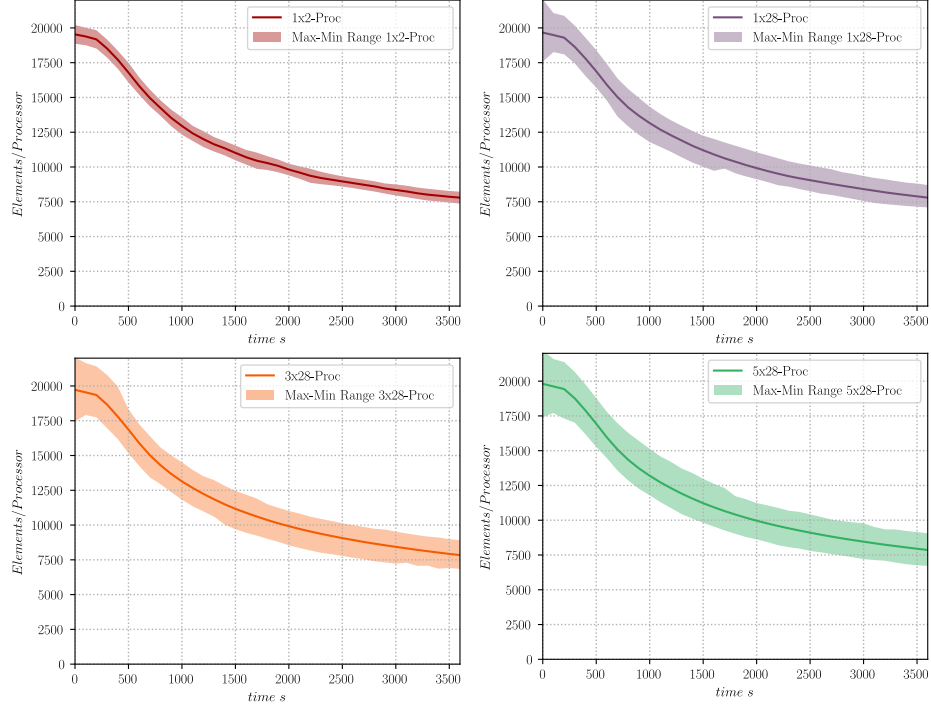 1x2-Proc
Max-Min Range 1x2-Proc
20000
17500
15000
12500
10000
7500
5000
2500
0
Elements/Processor
0 500 1000 1500 2000 2500 3000 3500
time s
1x28-Proc
Max-Min Range 1x28-Proc
20000
17500
15000
12500
10000
7500
5000
2500
0
Elements/Processor
0 500 1000 1500 2000 2500 3000 3500
time s
3x28-Proc
Max-Min Range 3x28-Proc
20000
17500
15000
12500
10000
7500
5000
2500
0
Elements/Processor
0 500 1000 1500 2000 2500 3000 3500
time s
5x28-Proc
Max-Min Range 5x28-Proc
20000
17500
15000
12500
10000
7500
5000
2500
0
Elements/Processor
0 500 1000 1500 2000 2500 3000 3500
time s